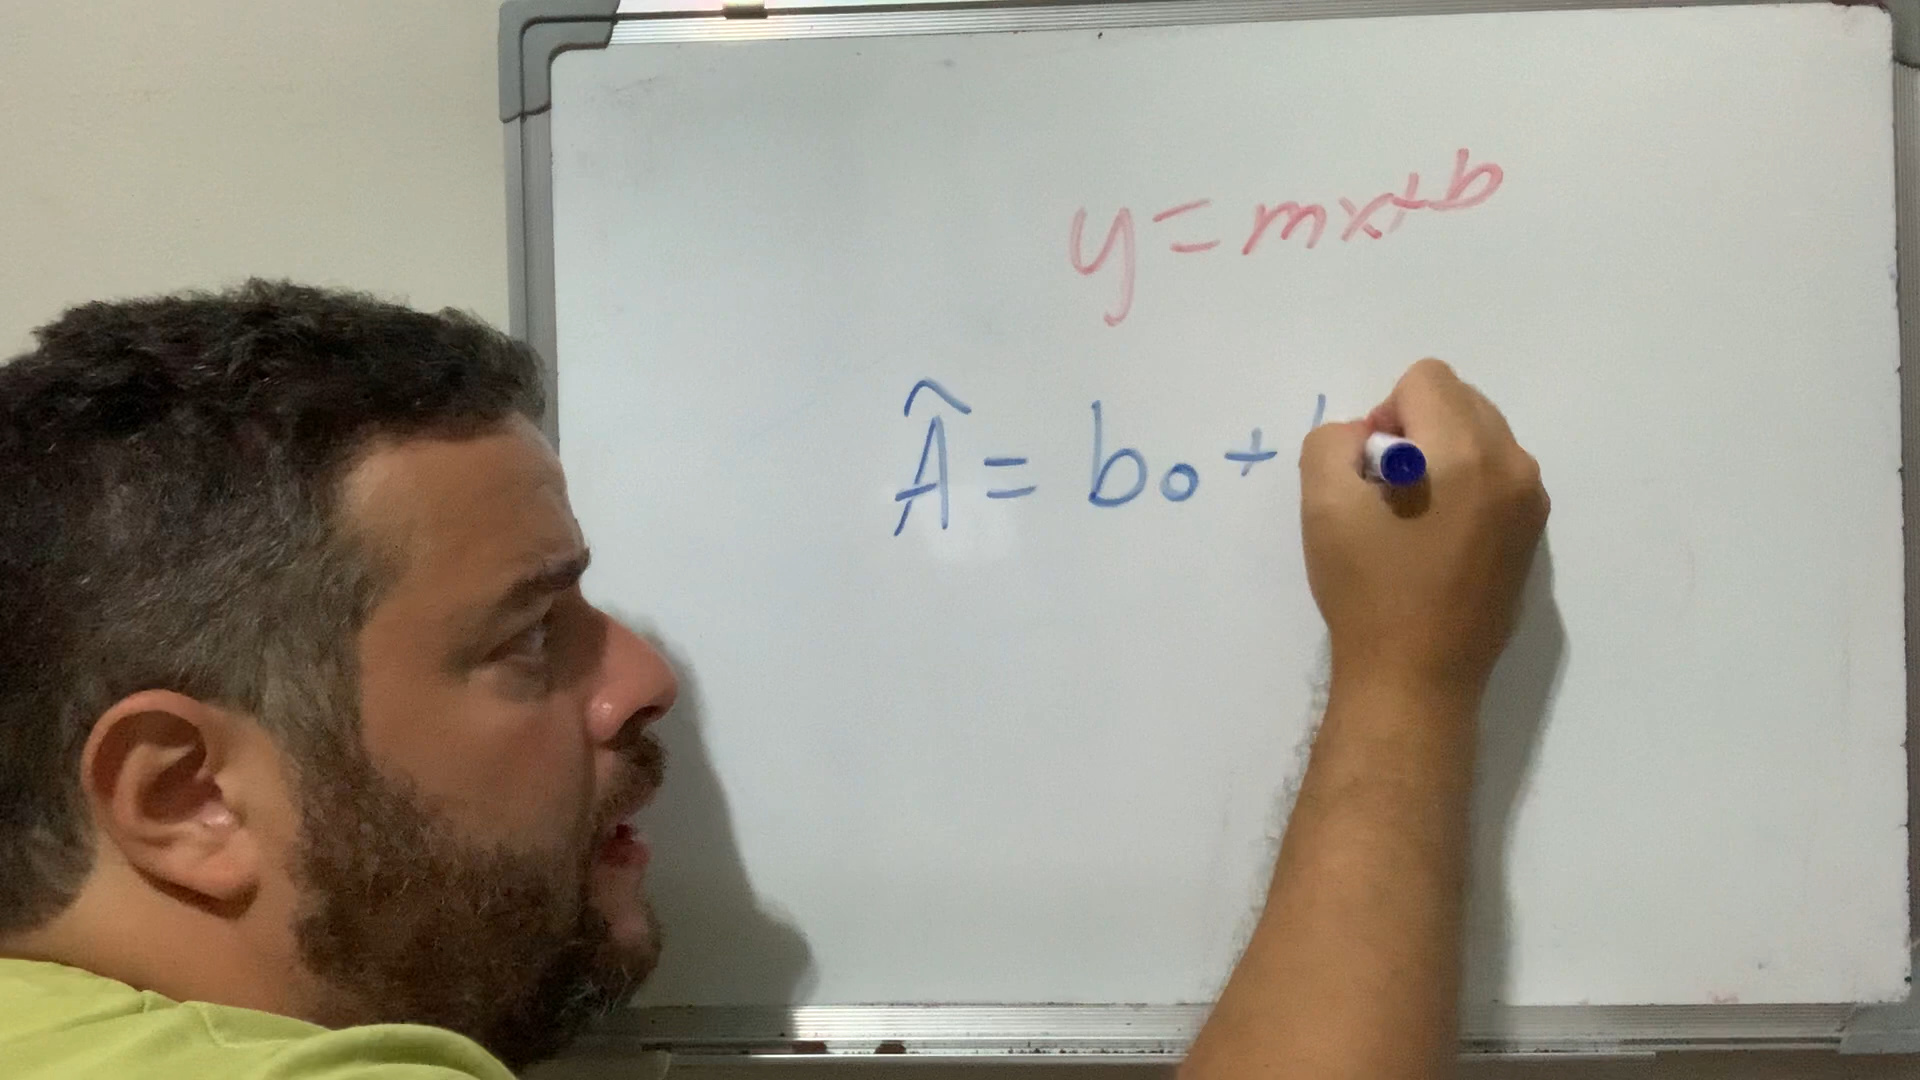 y = mx+b
Â = b₀ +